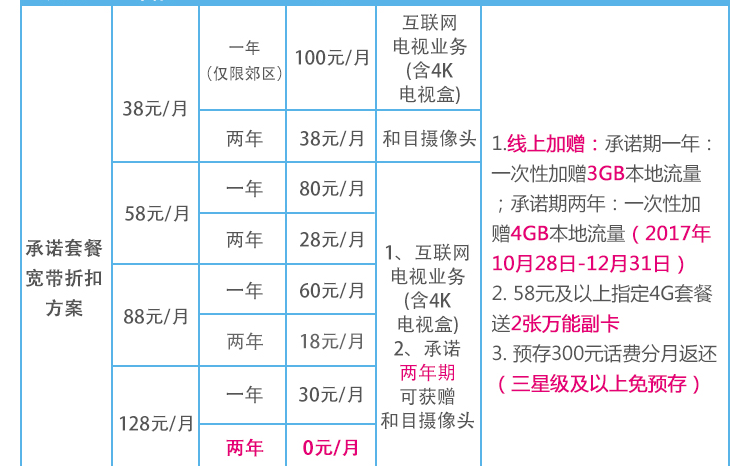 承诺套餐
宽带折扣
方案
38元/月
一年
(仅限郊区)
100元/月
互联网
电视业务
(含4K
电视盒)
两年
38元/月
和目摄像头
58元/月
一年
80元/月
两年
28元/月
88元/月
一年
60元/月
两年
18元/月
128元/月
一年
30元/月
两年
0元/月
1、互联网
电视业务
(含4K
电视盒)
2、承诺
两年期
可获赠
和目摄像头
1.线上加赠：承诺期一年：
一次性加赠3GB本地流量
；承诺期两年：一次性加
赠4GB本地流量（2017年
10月28日-12月31日）
2. 58元及以上指定4G套餐
送2张万能副卡
3. 预存300元话费分月返还
（三星级及以上免预存）